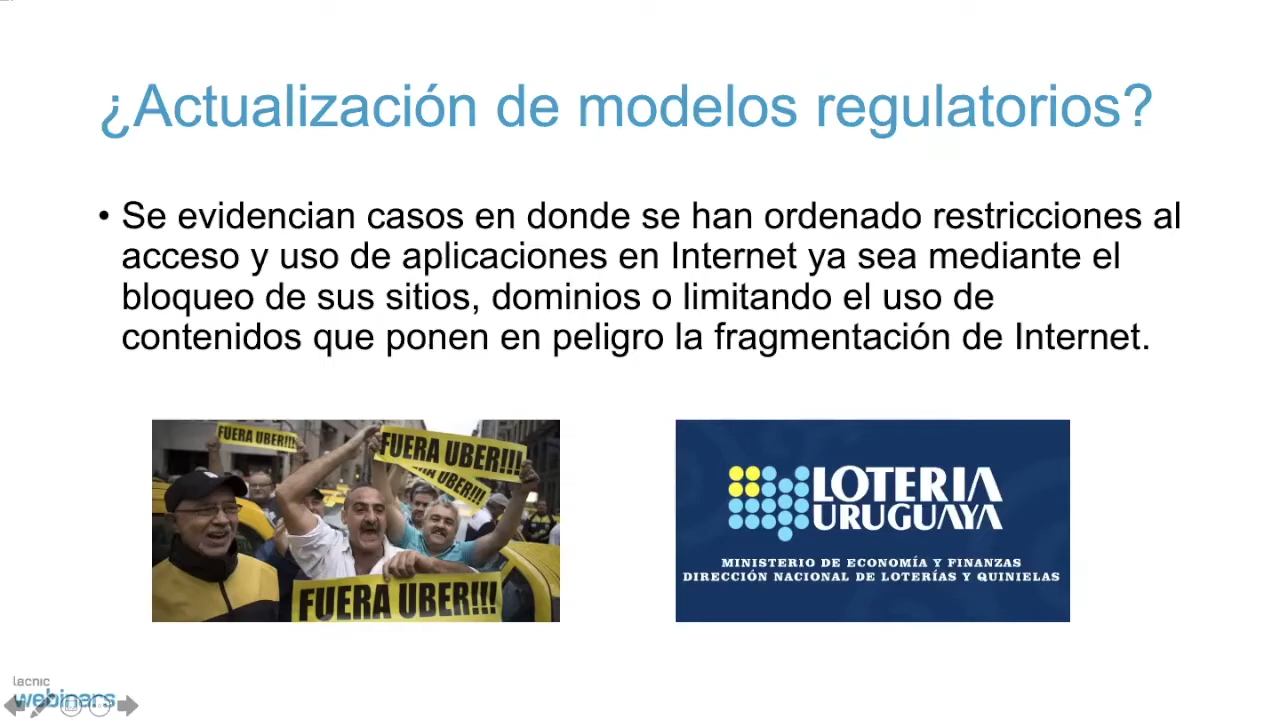 ¿Actualización de modelos regulatorios?
• Se evidencian casos en donde se han ordenado restricciones al
acceso y uso de aplicaciones en Internet ya sea mediante el
bloqueo de sus sitios, dominios o limitando el uso de
contenidos que ponen en peligro la fragmentación de Internet.
FUERA UBER!!!
FUERA UBER!!!
UBER!!!
FUERA UBER!!!
LOTERIA
URUGUAYA
MINISTERIO DE ECONOMÍA Y FINANZAS
DIRECCIÓN NACIONAL DE LOTERÍAS Y QUINIELAS
lacnic
webinars